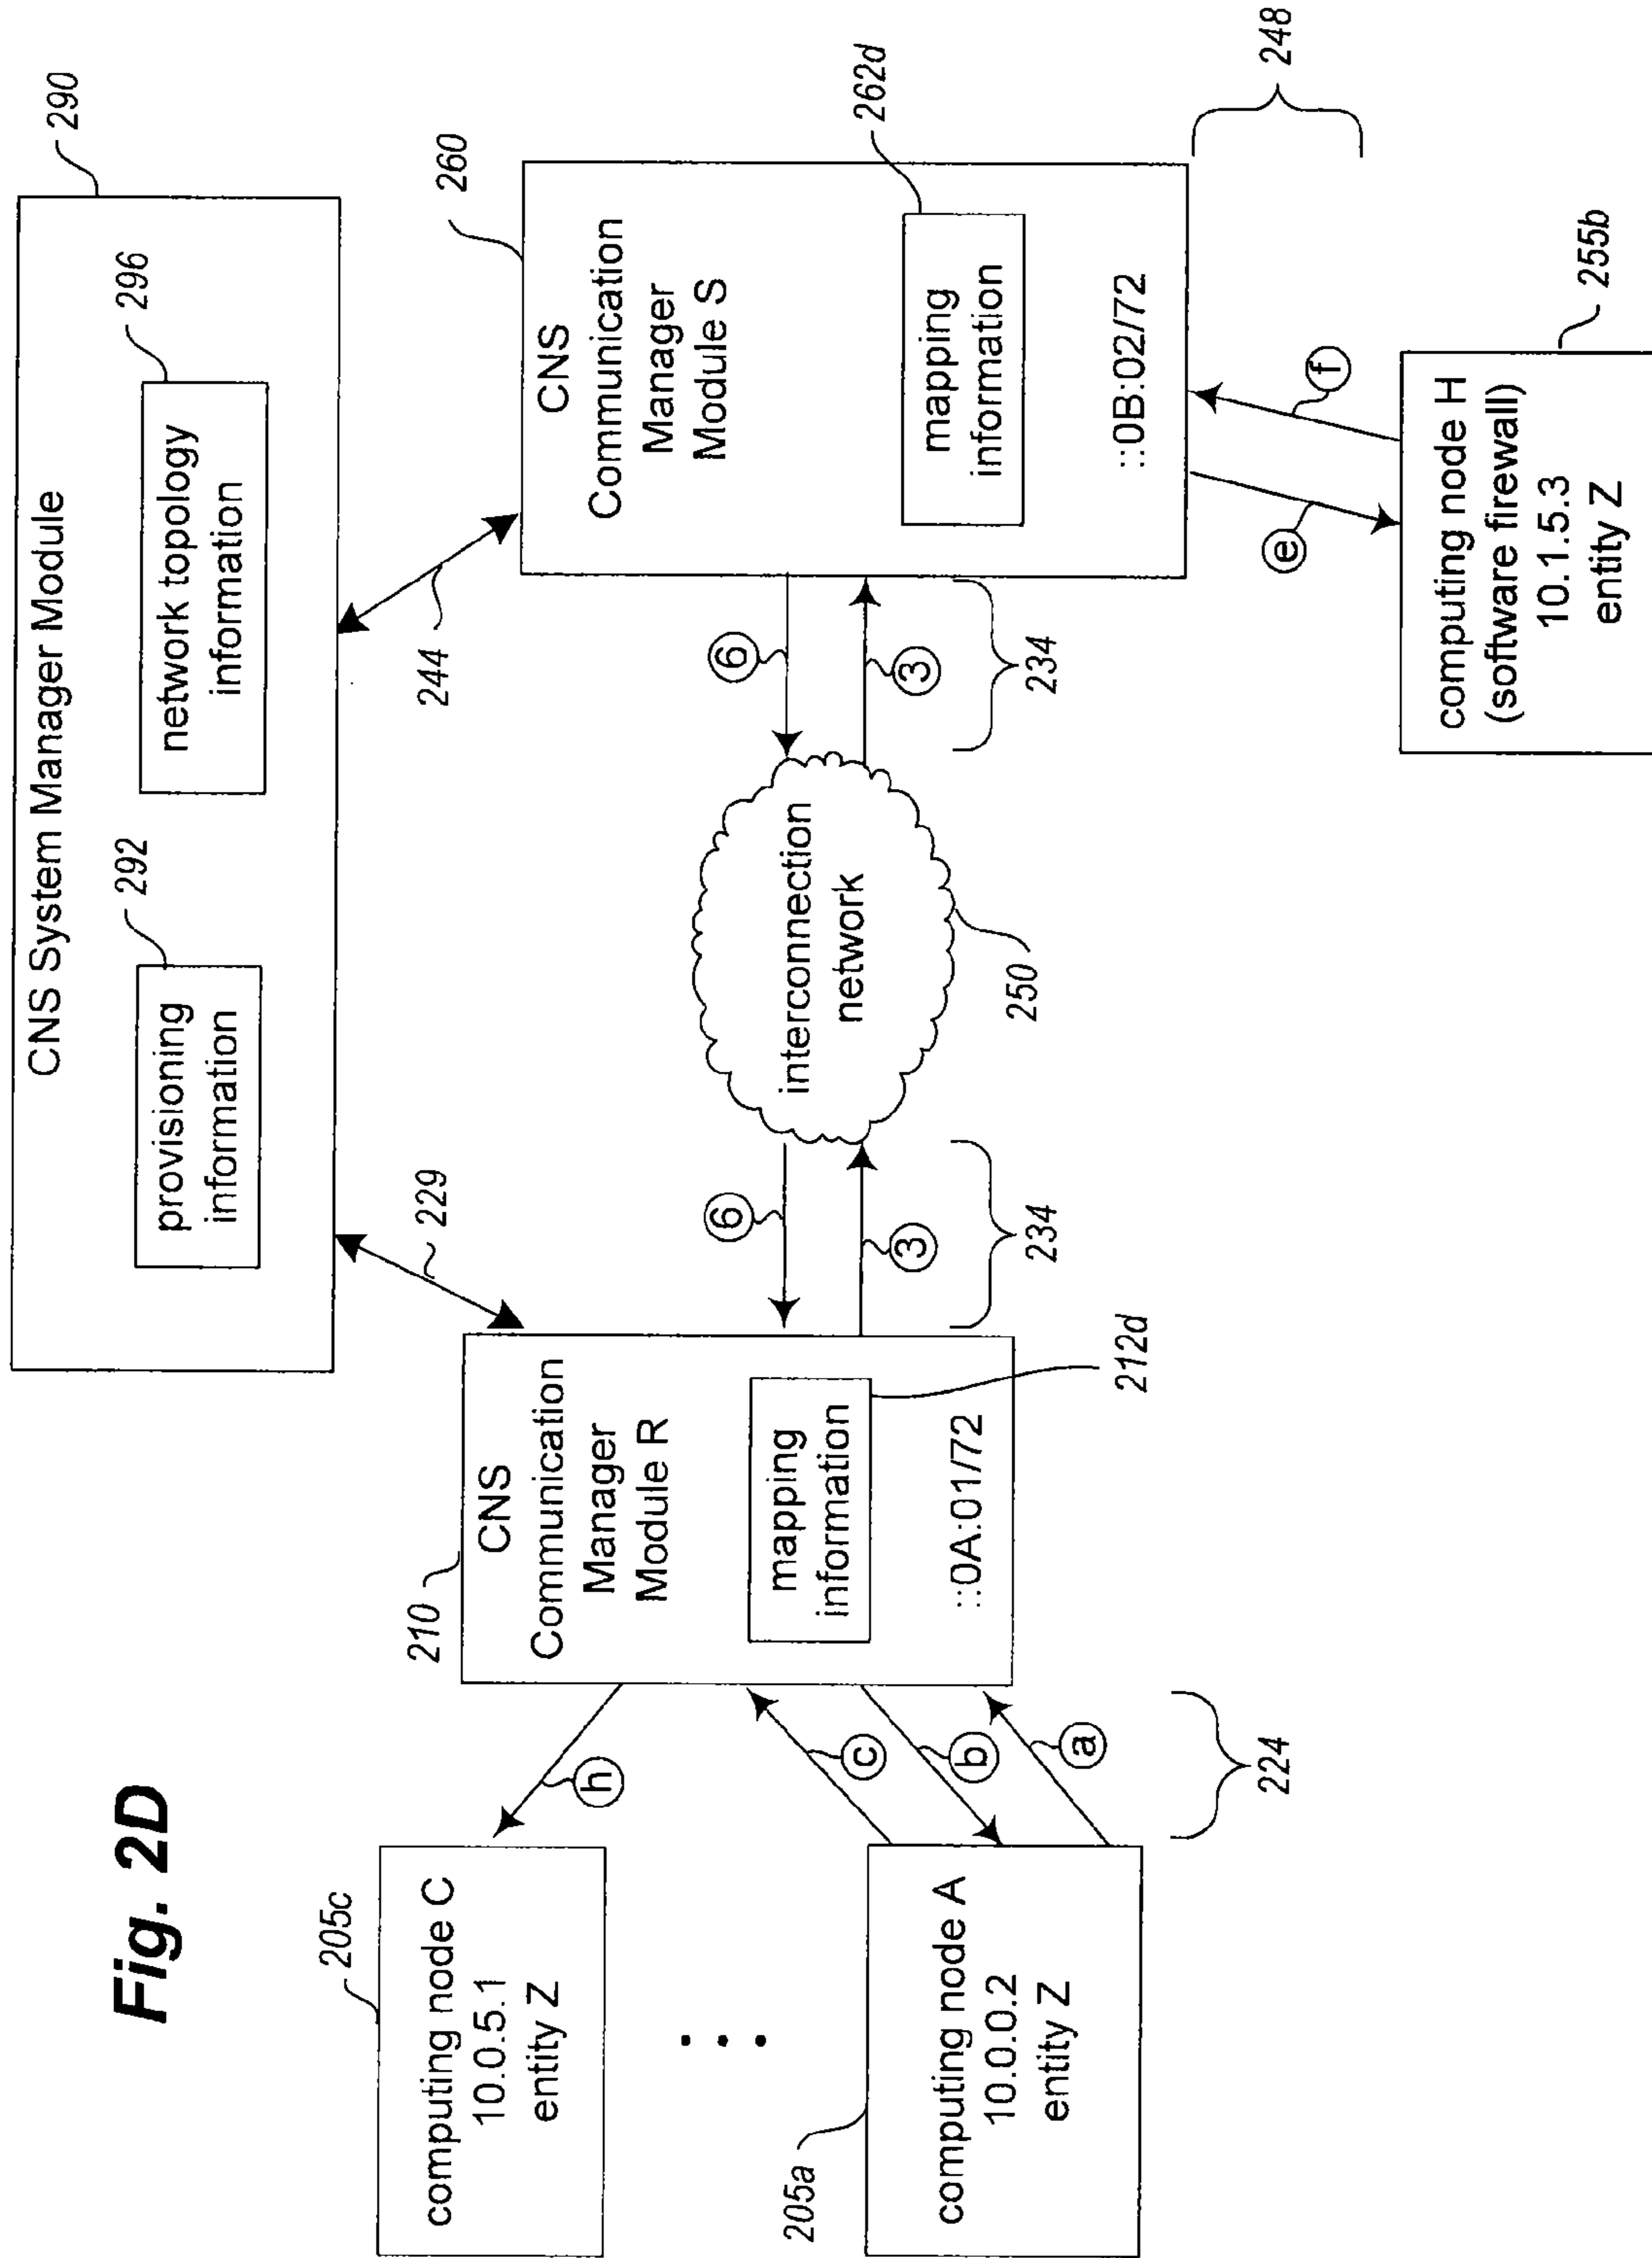 Fig. 2D
CNS System Manager Module
290
provisioning
information
292
network topology
information
296
229
244
210
CNS
Communication
Manager
Module R
mapping
information
212d
::0A:01/72
260
CNS
Communication
Manager
Module S
mapping
information
262d
::0B:02/72
6
3
234
interconnection
network
250
6
3
234
205c
computing node C
10.0.5.1
entity Z
h
205a
computing node A
10.0.0.2
entity Z
c
b
a
224
e
f
248
computing node H
(software firewall)
10.1.5.3
entity Z
255b